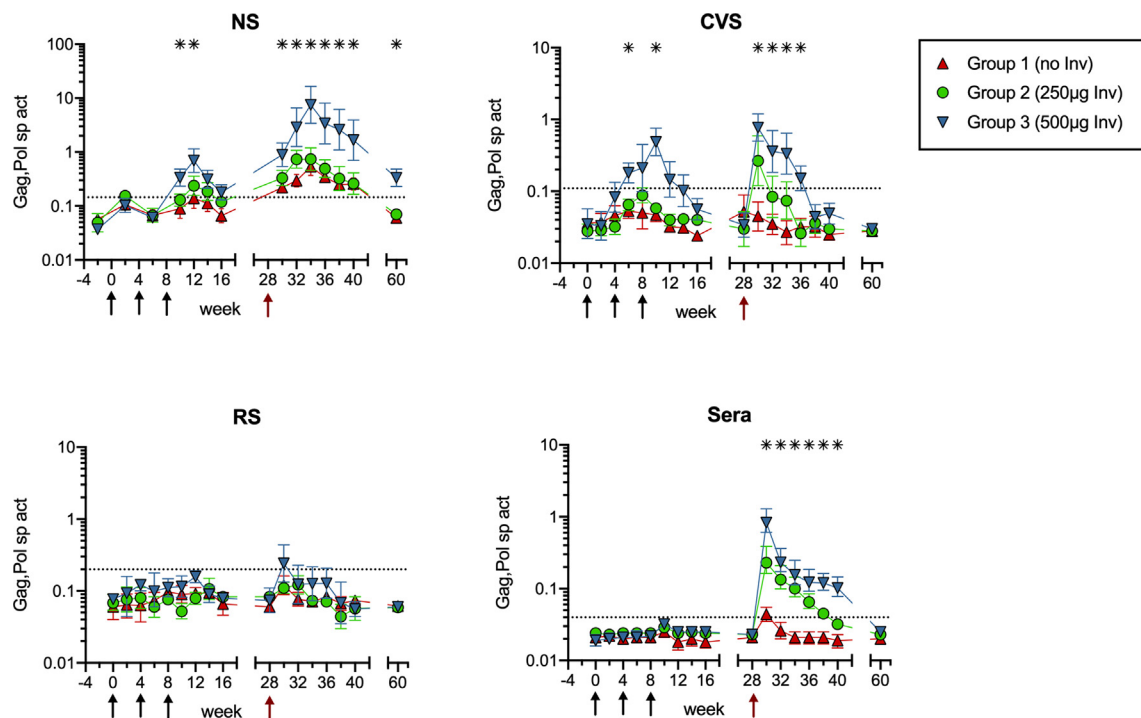 NS
* * * * * * * * *
100
10
1
0.1
0.01
Gag,Pol sp act
-4 0 4 8 12 16 28 32 36 40 60
week
CVS
* * * * * *
10
1
0.1
0.01
Gag,Pol sp act
-4 0 4 8 12 16 28 32 36 40 60
week
Group 1 (no Inv)
Group 2 (250µg Inv)
Group 3 (500µg Inv)
RS
10
1
0.1
0.01
Gag,Pol sp act
-4 0 4 8 12 16 28 32 36 40 60
week
Sera
* * * * * *
10
1
0.1
0.01
Gag,Pol sp act
-4 0 4 8 12 16 28 32 36 40 60
week